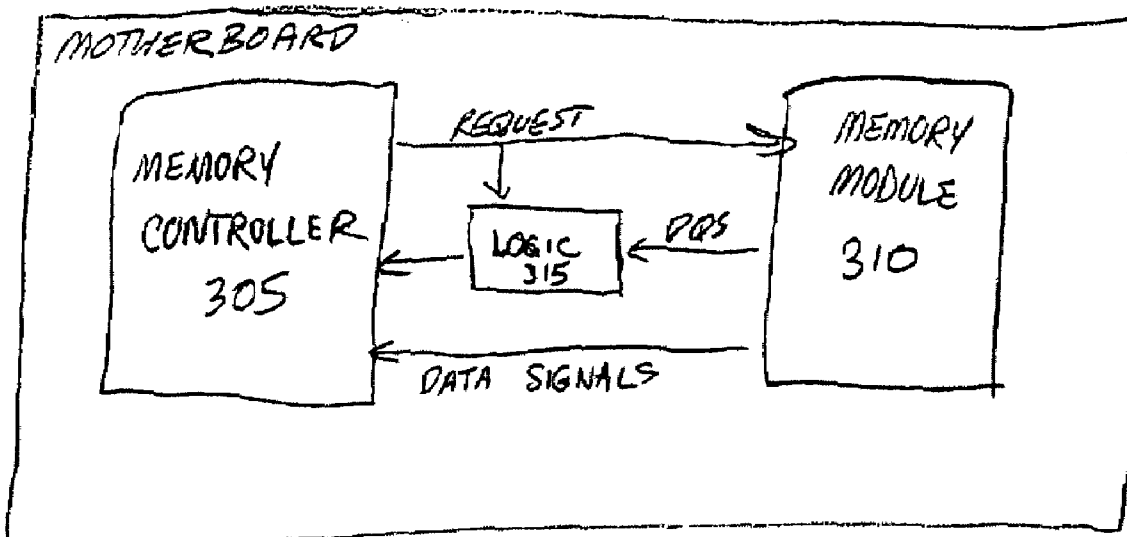 MOTHERBOARD
REQUEST
MEMORY
CONTROLLER
305
LOGIC
315
DQS
MEMORY
MODULE
310
DATA SIGNALS